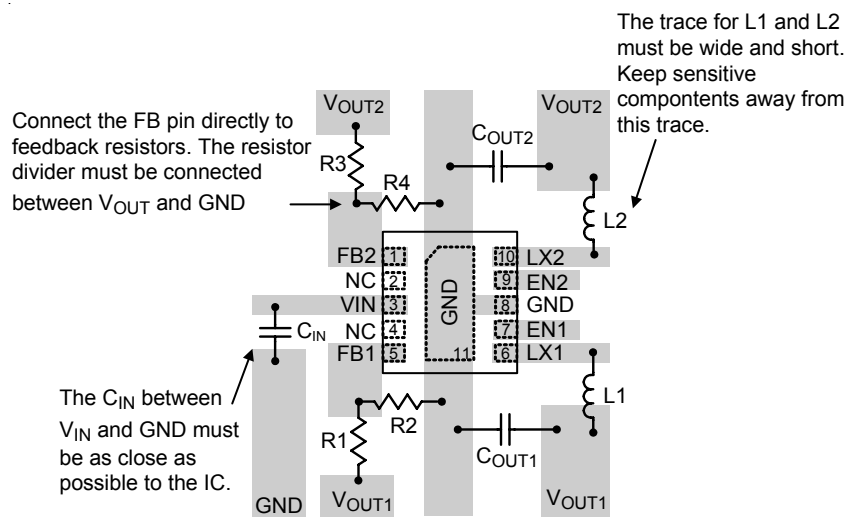 The trace for L1 and L2
must be wide and short.
Keep sensitive
compontents away from
this trace.
VOUT2
VOUT2
Connect the FB pin directly to
feedback resistors. The resistor
divider must be connected
between VOUT and GND
COUT2
R3
R4
L2
FB2 1
10 LX2
NC 2
9 EN2
VIN 3
GND
8 GND
CIN
NC 4
7 EN1
FB1 5
11
6 LX1
The CIN between
VIN and GND must
be as close as
possible to the IC.
L1
R2
R1
COUT1
GND
VOUT1
VOUT1